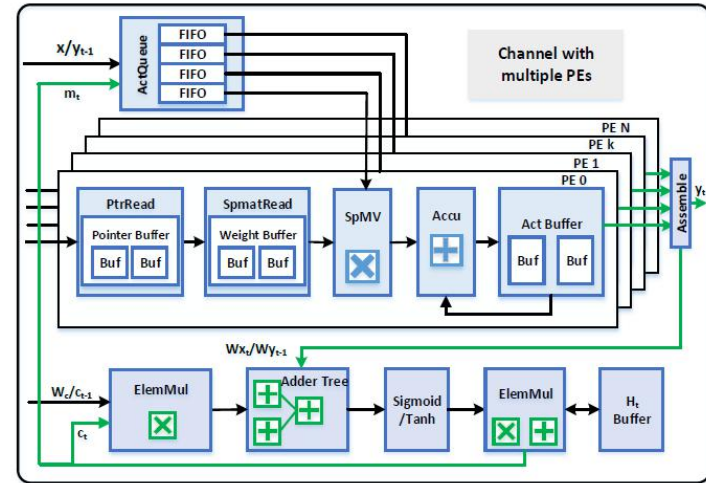 x/yt-1
mt
ActQueue
FIFO
FIFO
FIFO
FIFO
Channel with
multiple PEs
PE N
PE k
PE 1
PE 0
PtrRead
Pointer Buffer
Buf Buf
SpmatRead
Weight Buffer
Buf Buf
SpMV
Accu
Act Buffer
Buf Buf
Assemble
yt
Wxt/Wyt-1
Wc/ct-1
ct
ElemMul
Adder Tree
Sigmoid
/Tanh
ElemMul
Ht
Buffer